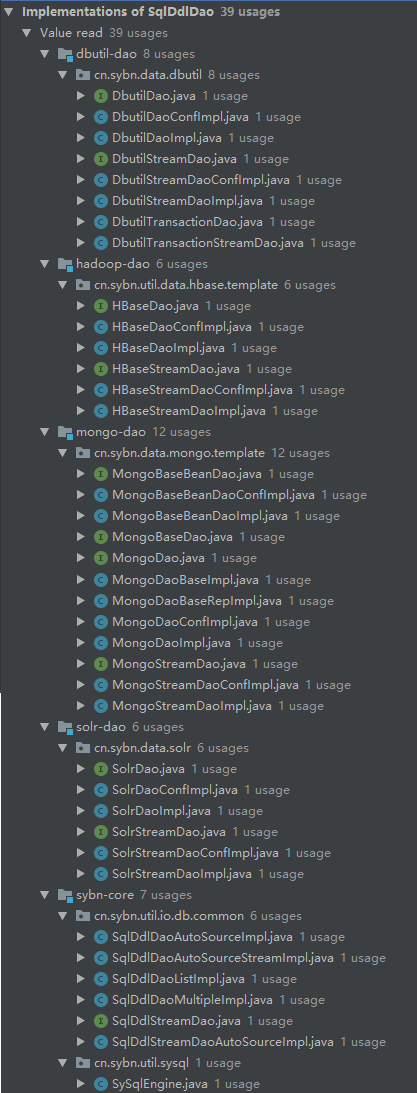 Implementations of SqlDdlDao 39 usages
Value read 39 usages
dbutil-dao 8 usages
cn.sybn.data.dbutil 8 usages
DbutilDao.java 1 usage
DbutilDaoConfImpl.java 1 usage
DbutilDaoImpl.java 1 usage
DbutilStreamDao.java 1 usage
DbutilStreamDaoConfImpl.java 1 usage
DbutilStreamDaoImpl.java 1 usage
DbutilTransactionDao.java 1 usage
DbutilTransactionStreamDao.java 1 usage
hadoop-dao 6 usages
cn.sybn.util.data.hbase.template 6 usages
HBaseDao.java 1 usage
HBaseDaoConfImpl.java 1 usage
HBaseDaoImpl.java 1 usage
HBaseStreamDao.java 1 usage
HBaseStreamDaoConfImpl.java 1 usage
HBaseStreamDaoImpl.java 1 usage
mongo-dao 12 usages
cn.sybn.data.mongo.template 12 usages
MongoBaseBeanDao.java 1 usage
MongoBaseBeanDaoConfImpl.java 1 usage
MongoBaseBeanDaoImpl.java 1 usage
MongoBaseDao.java 1 usage
MongoDao.java 1 usage
MongoDaoBaseImpl.java 1 usage
MongoDaoBaseRepImpl.java 1 usage
MongoDaoConfImpl.java 1 usage
MongoDaoImpl.java 1 usage
MongoStreamDao.java 1 usage
MongoStreamDaoConfImpl.java 1 usage
MongoStreamDaoImpl.java 1 usage
solr-dao 6 usages
cn.sybn.data.solr 6 usages
SolrDao.java 1 usage
SolrDaoConfImpl.java 1 usage
SolrDaoImpl.java 1 usage
SolrStreamDao.java 1 usage
SolrStreamDaoConfImpl.java 1 usage
SolrStreamDaoImpl.java 1 usage
sybn-core 7 usages
cn.sybn.util.io.db.common 6 usages
SqlDdlDaoAutoSourceImpl.java 1 usage
SqlDdlDaoAutoSourceStreamImpl.java 1 usage
SqlDdlDaoListImpl.java 1 usage
SqlDdlDaoMultipleImpl.java 1 usage
SqlDdlStreamDao.java 1 usage
SqlDdlStreamDaoAutoSourceImpl.java 1 usage
cn.sybn.util.sysql 1 usage
SySqlEngine.java 1 usage